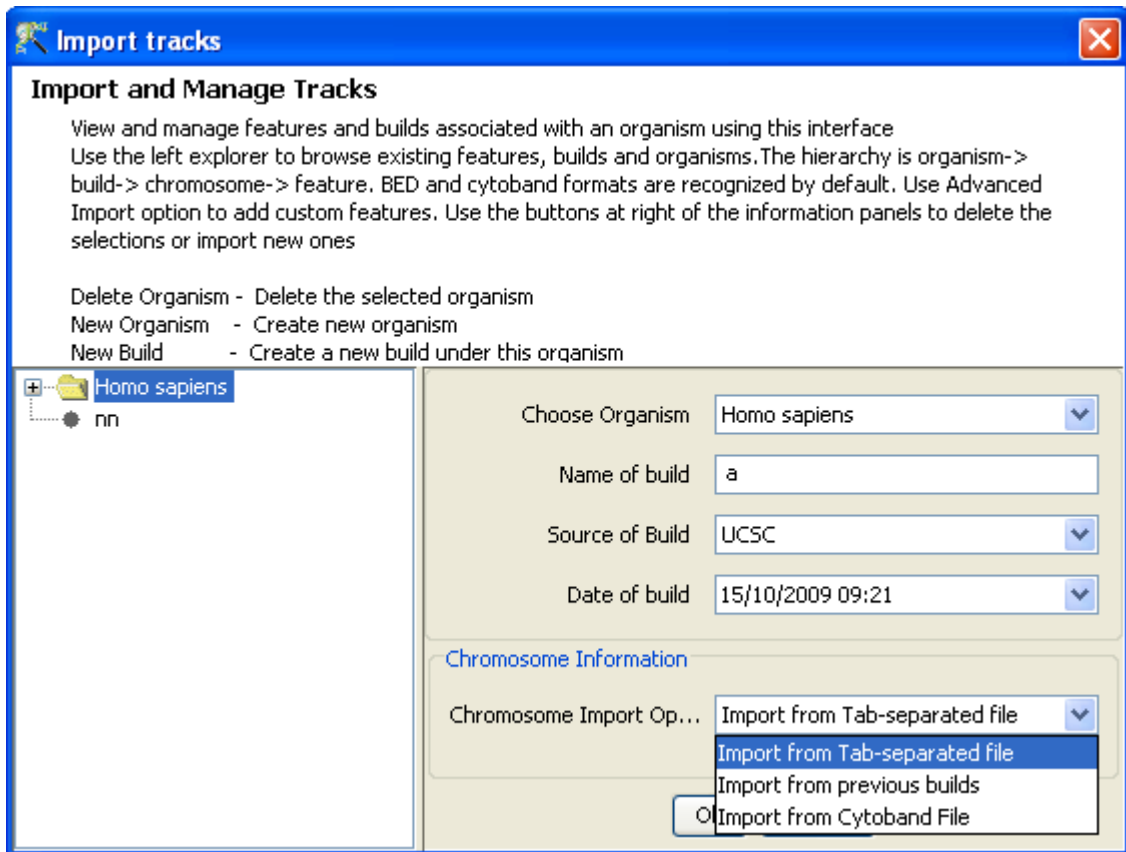 Import tracks
Import and Manage Tracks
View and manage features and builds associated with an organism using this interface
Use the left explorer to browse existing features, builds and organisms.The hierarchy is organism->
build-> chromosome-> feature. BED and cytoband formats are recognized by default. Use Advanced
Import option to add custom features. Use the buttons at right of the information panels to delete the
selections or import new ones
Delete Organism - Delete the selected organism
New Organism - Create new organism
New Build - Create a new build under this organism
Homo sapiens
nn
Choose Organism Homo sapiens
Name of build a
Source of Build UCSC
Date of build 15/10/2009 09:21
Chromosome Information
Chromosome Import Op... Import from Tab-separated file
Import from Tab-separated file
Import from previous builds
Import from Cytoband File